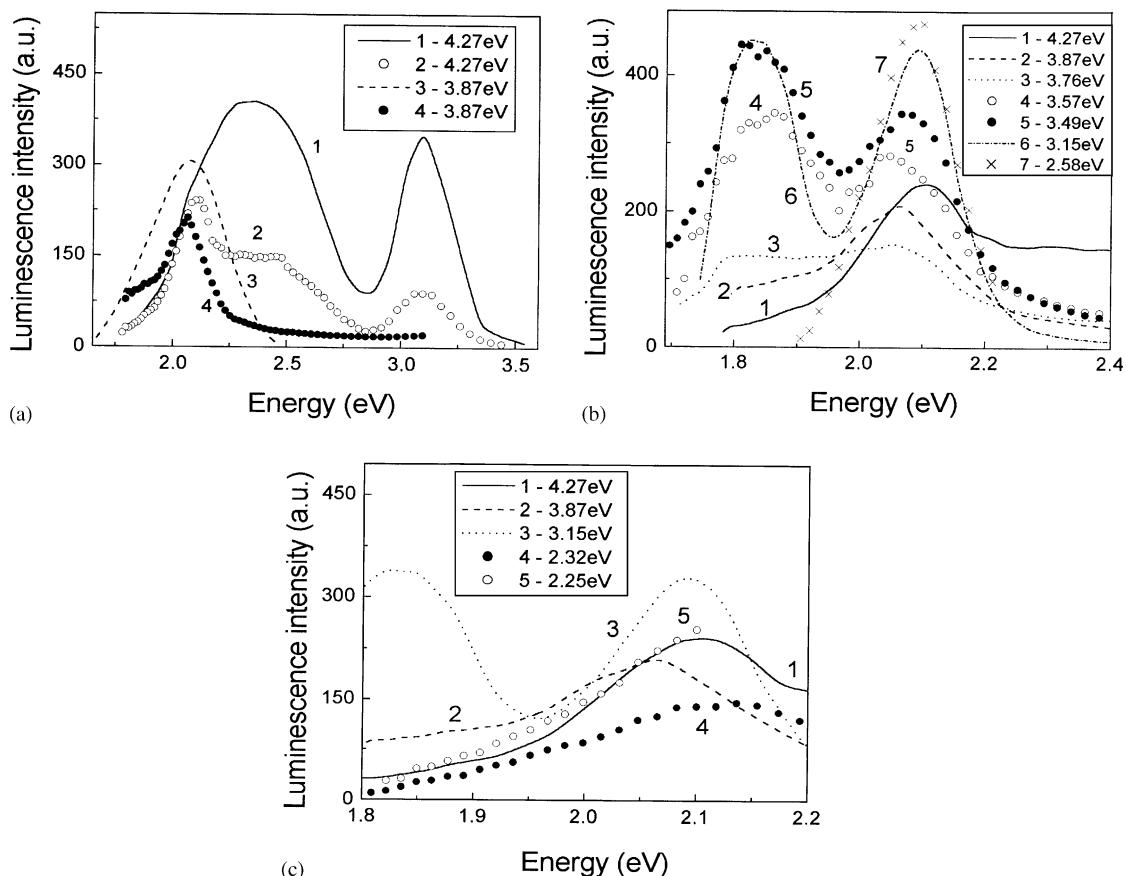 Luminescence intensity (a.u.)
450
300
150
0
2.0
2.5
3.0
3.5
Energy (eV)
1 - 4.27eV
2 - 4.27eV
3 - 3.87eV
4 - 3.87eV
1
2
3
4
(a)
Luminescence intensity (a.u.)
400
200
0
1.8
2.0
2.2
2.4
Energy (eV)
1 - 4.27eV
2 - 3.87eV
3 - 3.76eV
4 - 3.57eV
5 - 3.49eV
6 - 3.15eV
7 - 2.58eV
7
4
5
5
6
3
2
1
(b)
Luminescence intensity (a.u.)
450
300
150
0
1.8
1.9
2.0
2.1
2.2
Energy (eV)
1 - 4.27eV
2 - 3.87eV
3 - 3.15eV
4 - 2.32eV
5 - 2.25eV
3
5
1
2
4
(c)